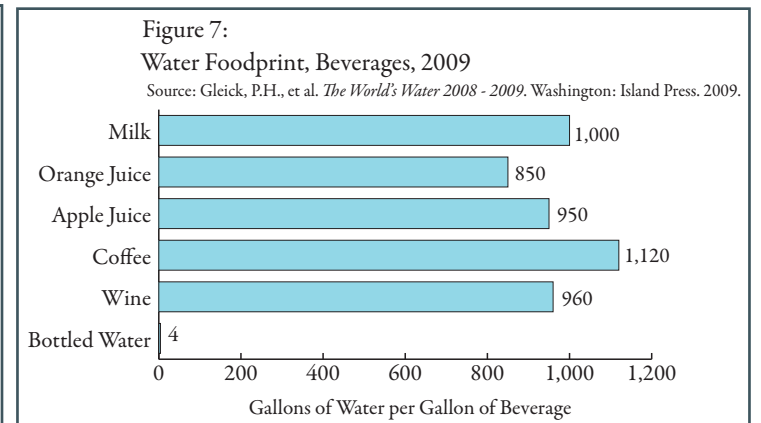 Figure 7:
Water Foodprint, Beverages, 2009
Source: Gleick, P.H., et al. The World's Water 2008 - 2009. Washington: Island Press. 2009.
Milk 1,000
Orange Juice 850
Apple Juice 950
Coffee 1,120
Wine 960
Bottled Water 4
0 200 400 600 800 1,000 1,200
Gallons of Water per Gallon of Beverage